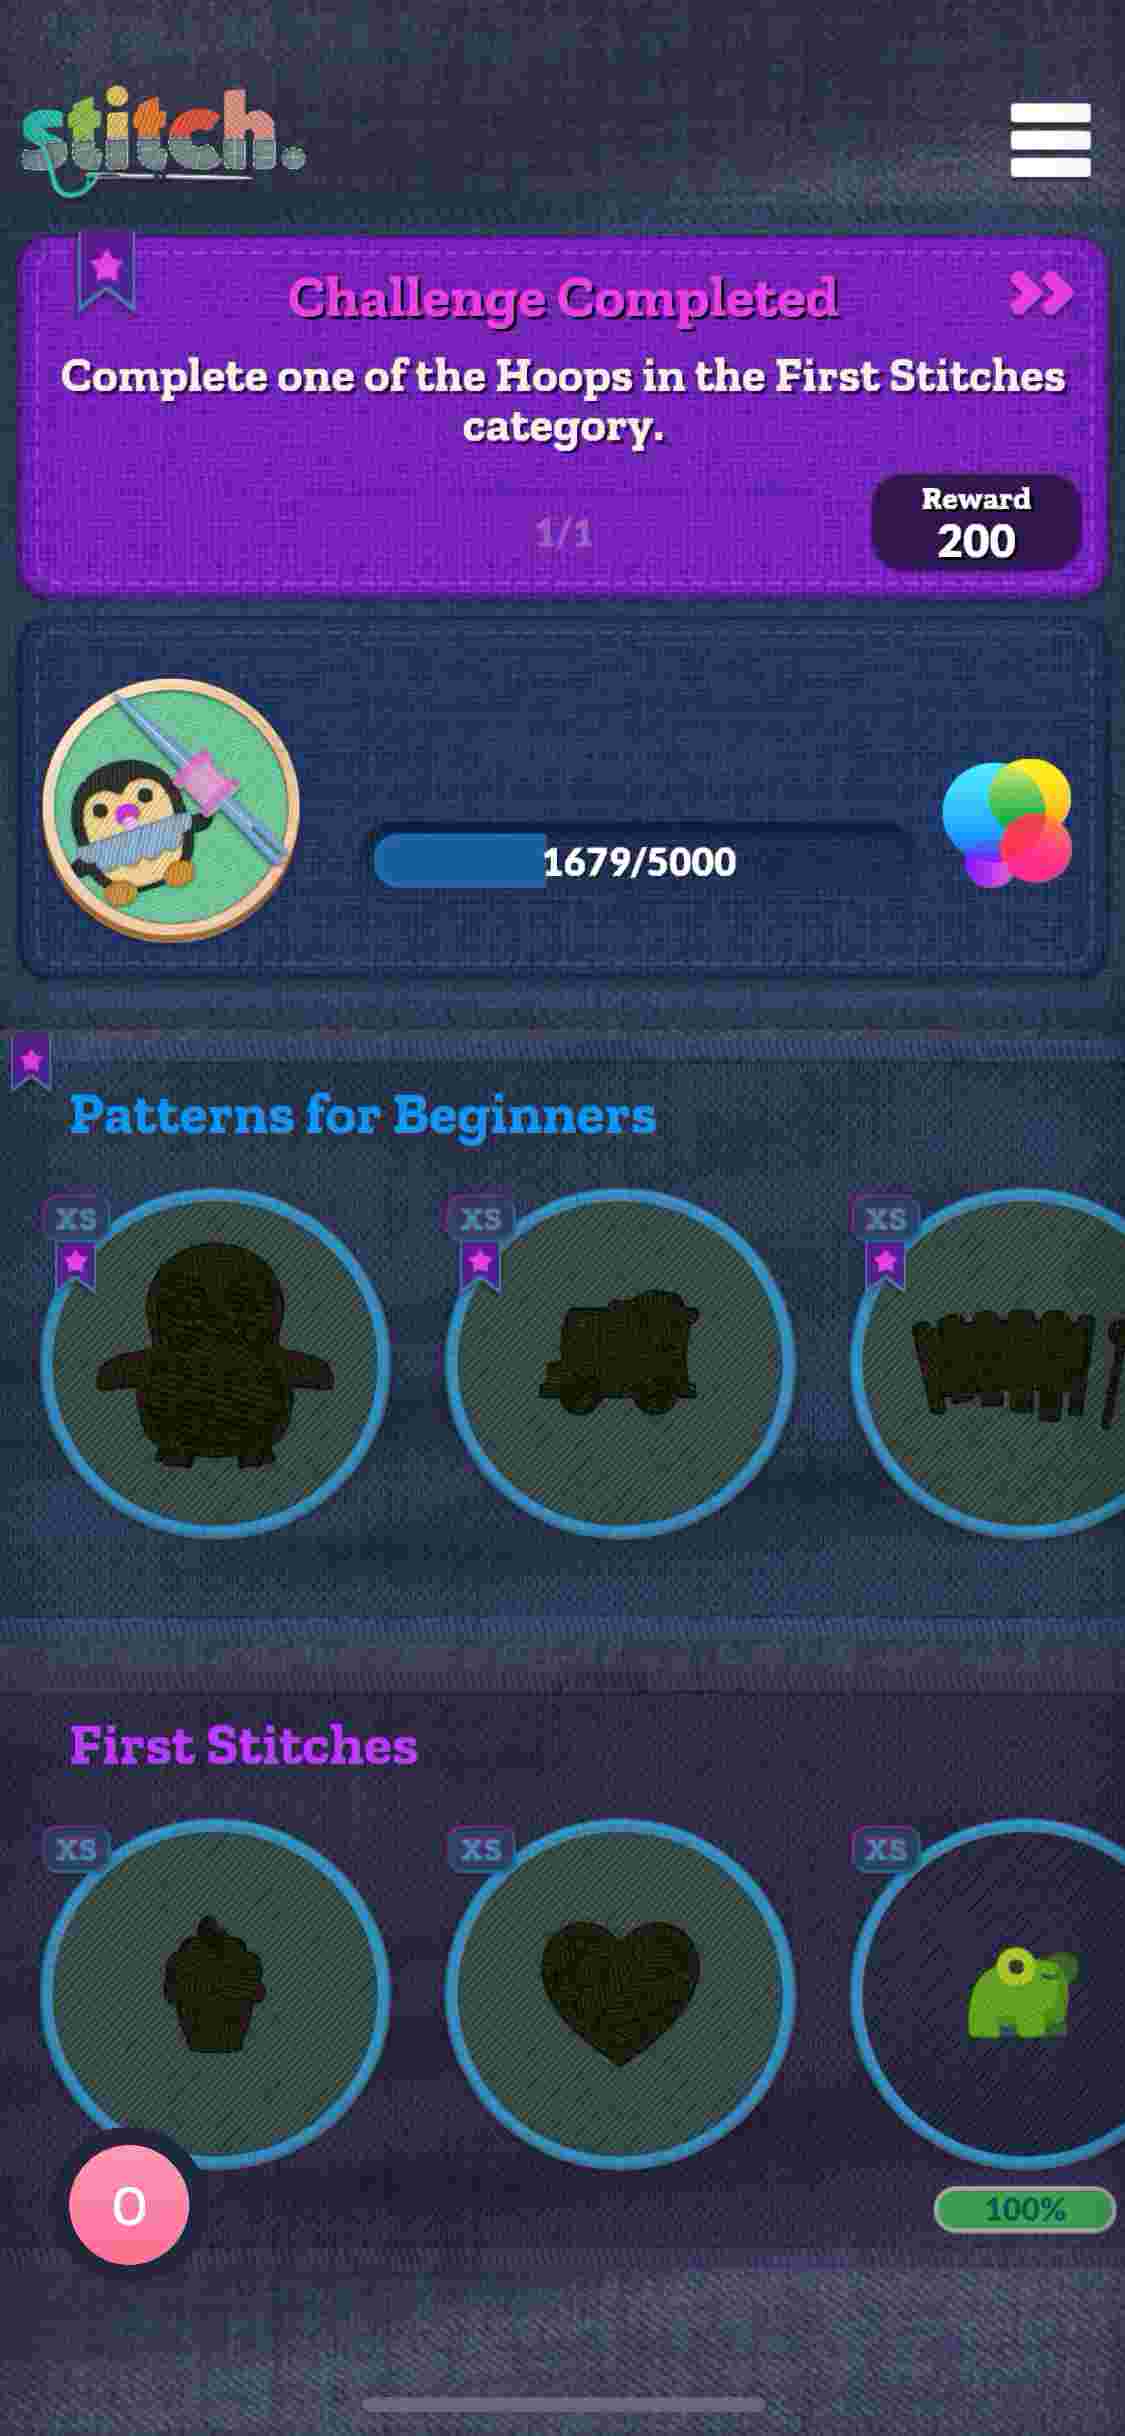 stitch.
Challenge Completed
Complete one of the Hoops in the First Stitches
category.
1/1
Reward
200
1679/5000
Patterns for Beginners
XS
XS
XS
First Stitches
XS
XS
XS
0
100%